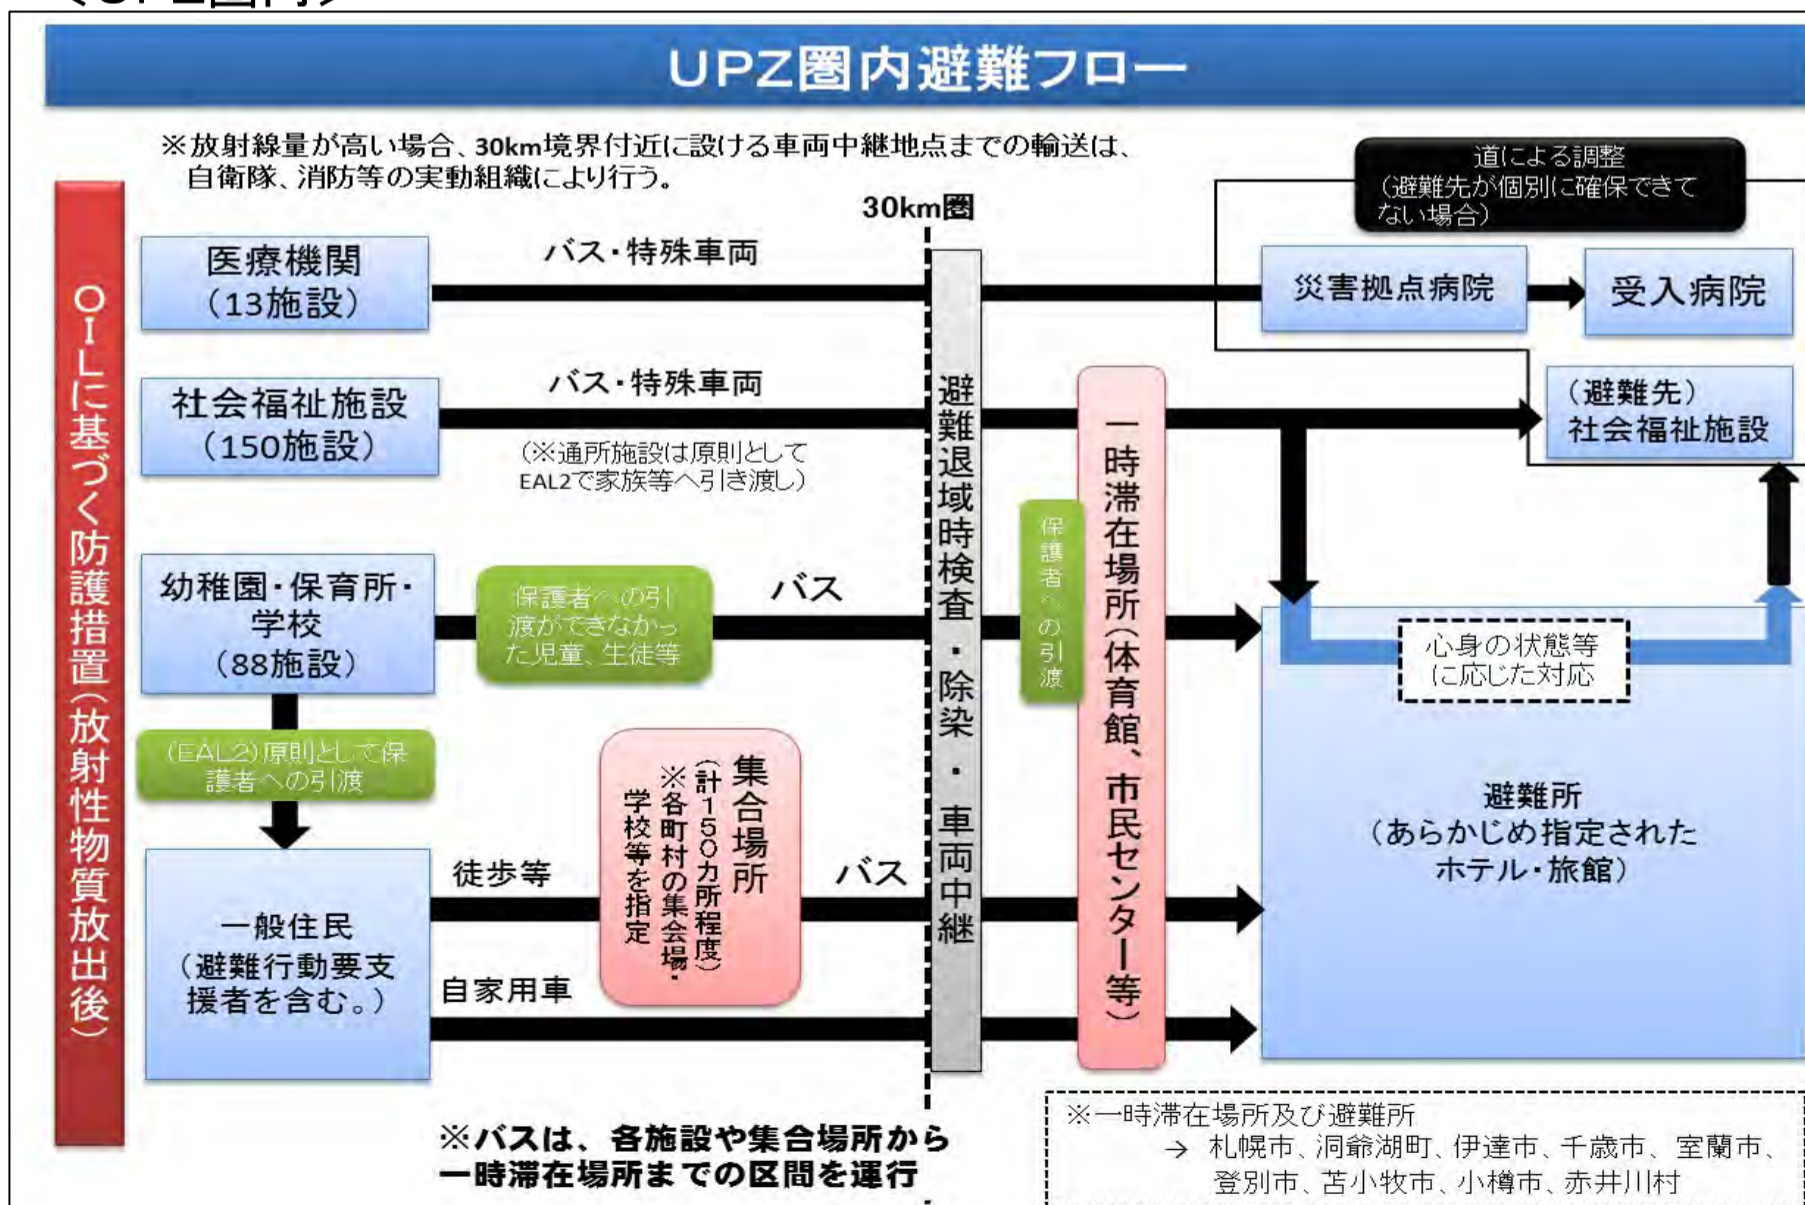 UPZ圏内避難フロー
※放射線量が高い場合、30km境界付近に設ける車両中継地点までの輸送は、
自衛隊、消防等の実動組織により行う。
道による調整
(避難先が個別に確保できて
ない場合)
30km圏
OILに基づく防護措置(放射性物質放出後)
医療機関
(13施設)
バス・特殊車両
災害拠点病院
受入病院
社会福祉施設
(150施設)
バス・特殊車両
(※通所施設は原則として
EAL2で家族等へ引き渡し)
(避難先)
社会福祉施設
避難退域時検査・除染・車両中継
一時滞在場所(体育館、市民センター等)
保護者への引渡
幼稚園・保育所・
学校
(88施設)
保護者への引
渡ができなかっ
た児童、生徒等
バス
心身の状態等
に応じた対応
(EAL2)原則として保
護者への引渡
集合場所
(計150カ所程度)
※各町村の集会場・
学校等を指定
避難所
(あらかじめ指定された
ホテル・旅館)
一般住民
(避難行動要支
援者を含む。)
徒歩等
バス
自家用車
※バスは、各施設や集合場所から
一時滞在場所までの区間を運行
※一時滞在場所及び避難所
→ 札幌市、洞爺湖町、伊達市、千歳市、室蘭市、
登別市、苫小牧市、小樽市、赤井川村